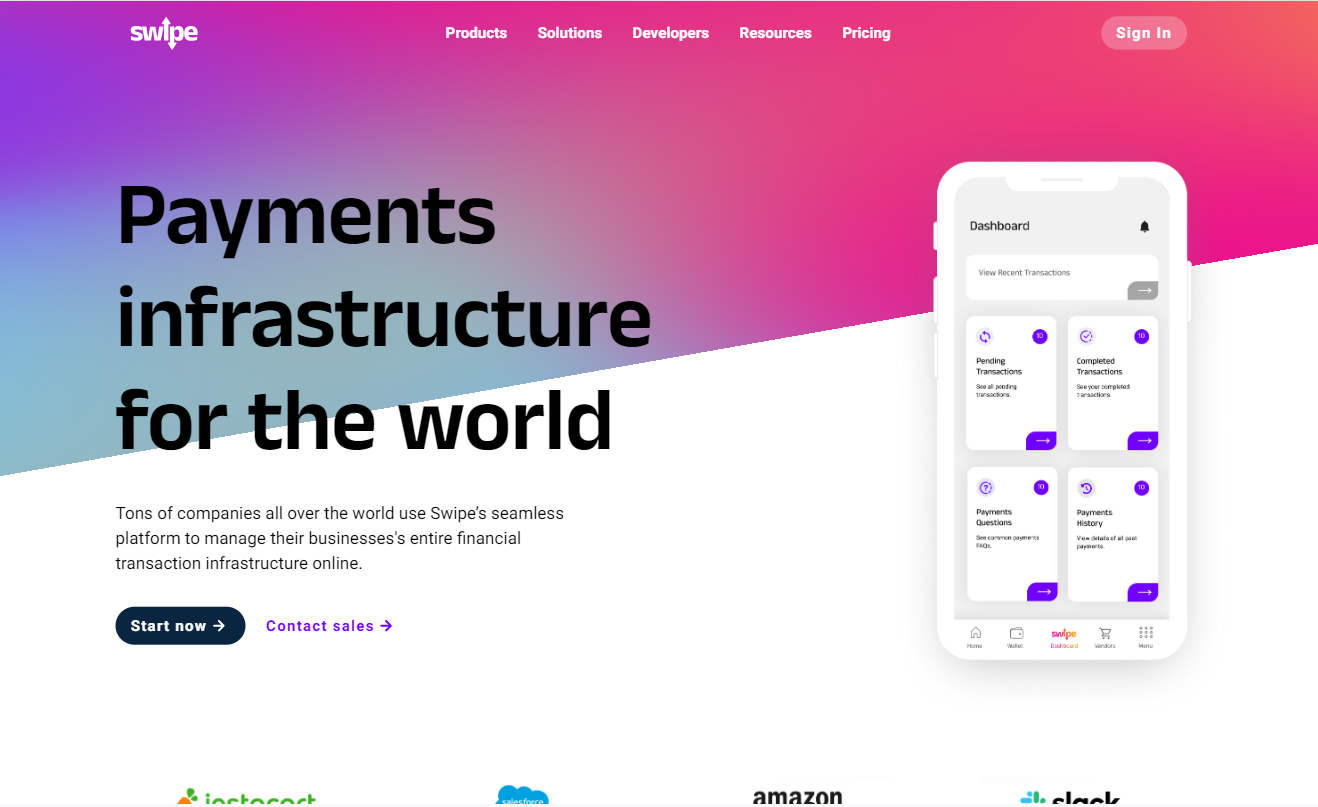 swipe
Products
Solutions
Developers
Resources
Pricing
Sign In
Payments
infrastructure
for the world
Tons of companies all over the world use Swipe’s seamless
platform to manage their businesses's entire financial
transaction infrastructure online.
Start now →
Contact sales →
Dashboard
View Recent Transactions
Pending
Transactions
10
See all pending
transactions.
Completed
Transactions
10
See your completed
transactions
Payments
Questions
10
See common payments
FAQs.
Payments
History
10
View details of all past
payments.
Home
Wallet
swipe
Dashboard
Vendors
Menu
salesforce
amazon
slack